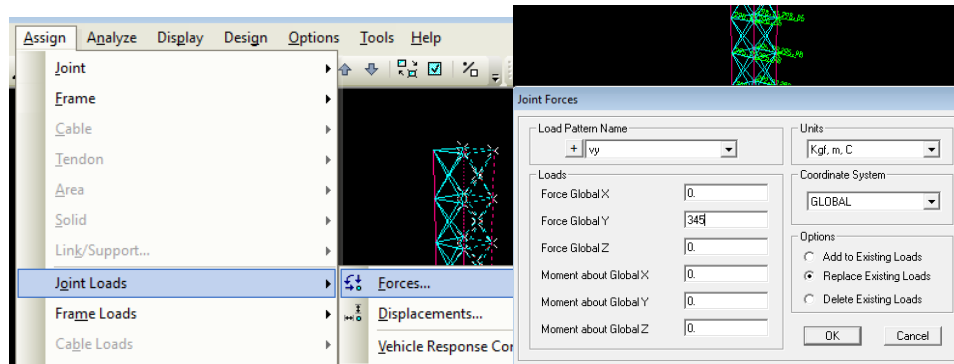 Assign Analyze Display Design Options Tools Help
Joint
Frame
Cable
Tendon
Area
Solid
Link/Support...
Joint Loads
Frame Loads
Cable Loads
Forces...
Displacements...
Vehicle Response Cor
Joint Forces
Load Pattern Name
+ vy
Units
Kgf, m, C
Loads
Force Global X 0.
Force Global Y 345
Force Global Z 0.
Moment about Global X 0.
Moment about Global Y 0.
Moment about Global Z 0.
Coordinate System
GLOBAL
Options
Add to Existing Loads
Replace Existing Loads
Delete Existing Loads
OK Cancel